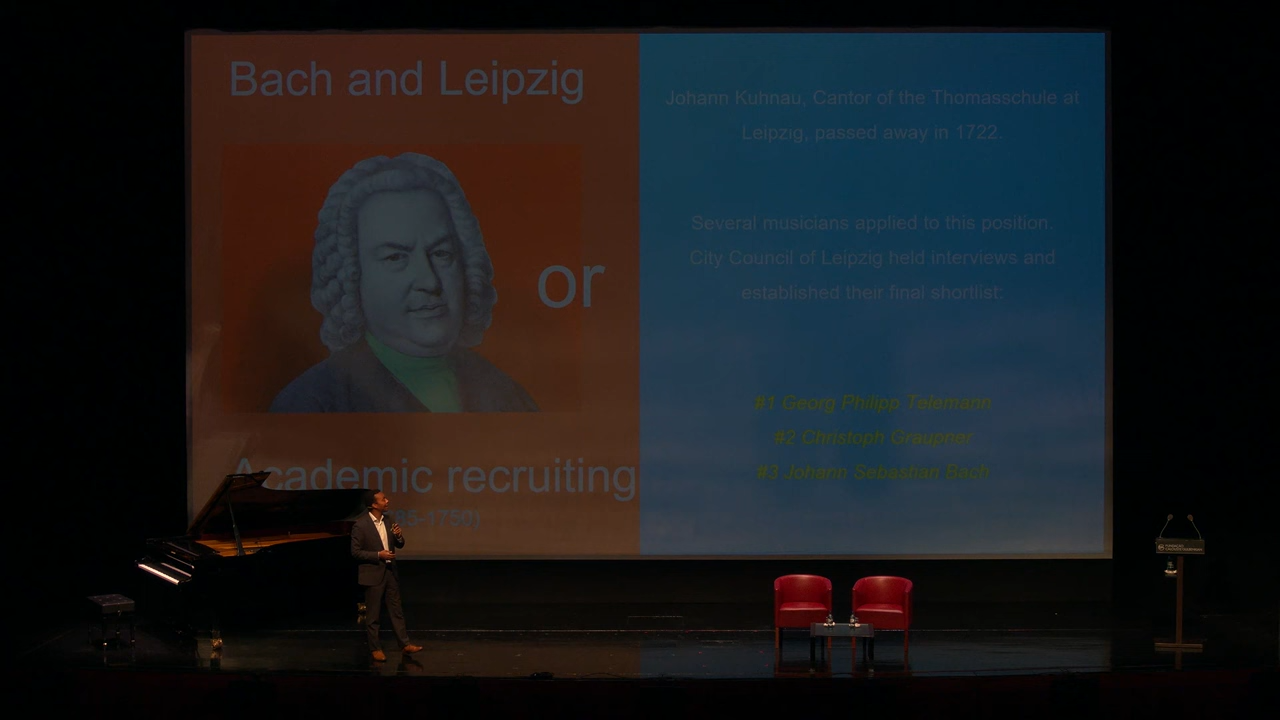 Bach and Leipzig
or
Academic recruiting
85-1750)
Johann Kuhnau, Cantor of the Thomasschule at
Leipzig, passed away in 1722.
Several musicians applied to this position.
City Council of Leipzig held interviews and
established their final shortlist:
#1 Georg Philipp Telemann
#2 Christoph Graupner
#3 Johann Sebastian Bach